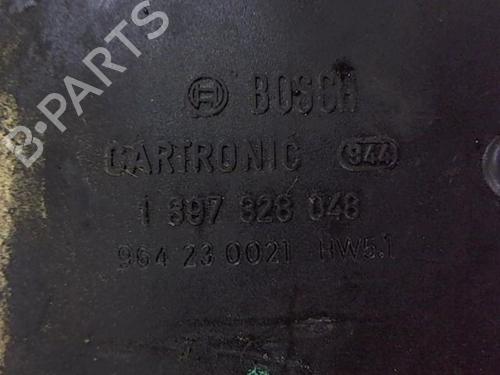 B-PARTS
BOSCH
CARTRONIC 944
1 397 328 048
964 23 0021 HW5.1